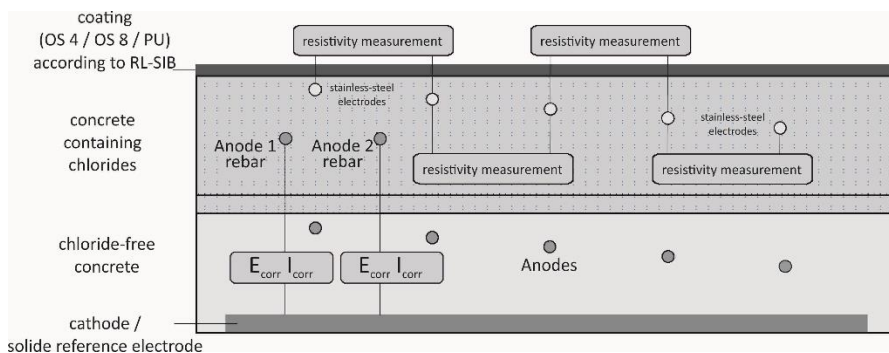 coating
(OS 4 / OS 8 / PU)
according to RL-SIB
resistivity measurement
resistivity measurement
stainless-steel
electrodes
stainless-steel
electrodes
concrete
containing
chlorides
Anode 1
rebar
Anode 2
rebar
resistivity measurement
resistivity measurement
chloride-free
concrete
Ecorr Icorr
Ecorr Icorr
Anodes
cathode /
solide reference electrode